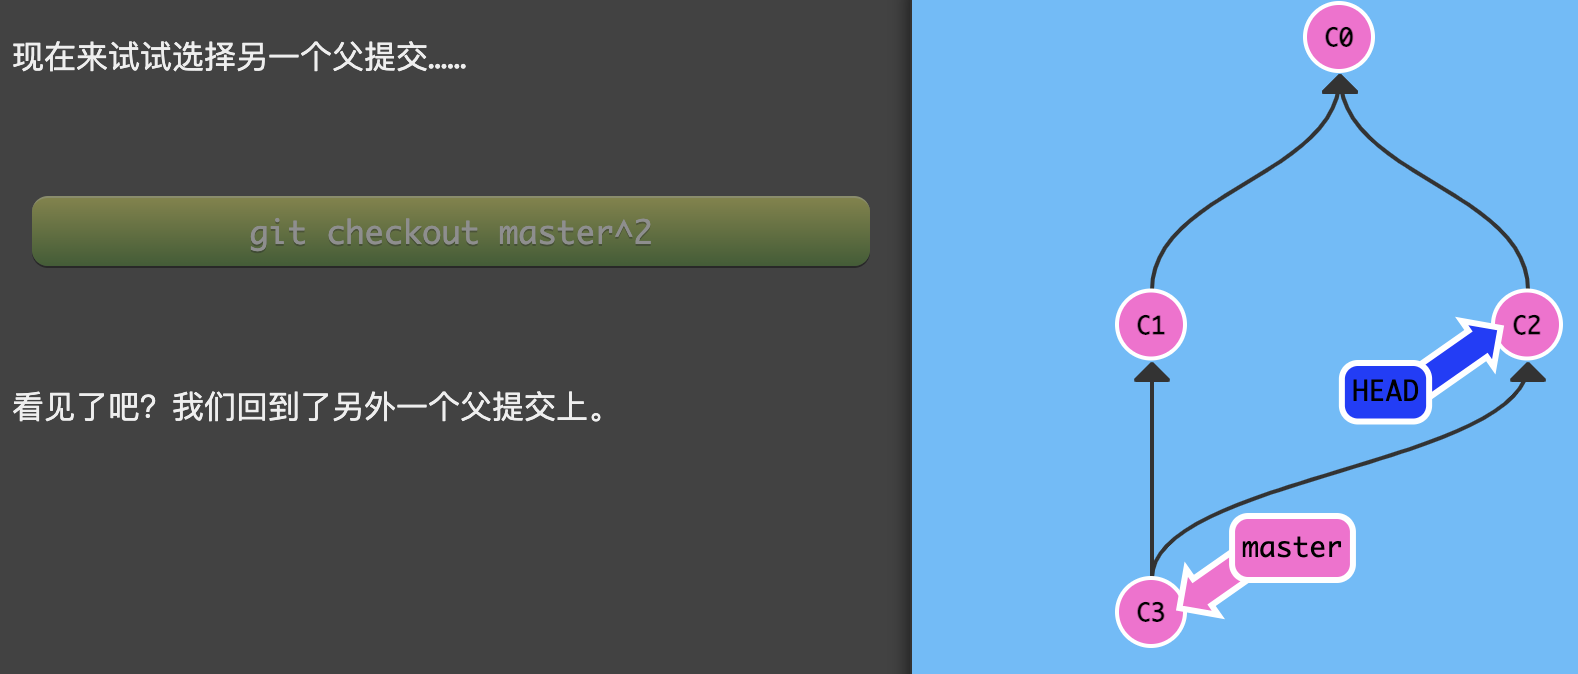 现在来试试选择另一个父提交……
git checkout master^2
看见了吧？我们回到了另外一个父提交上。
C0
C1
C2
HEAD
master
C3